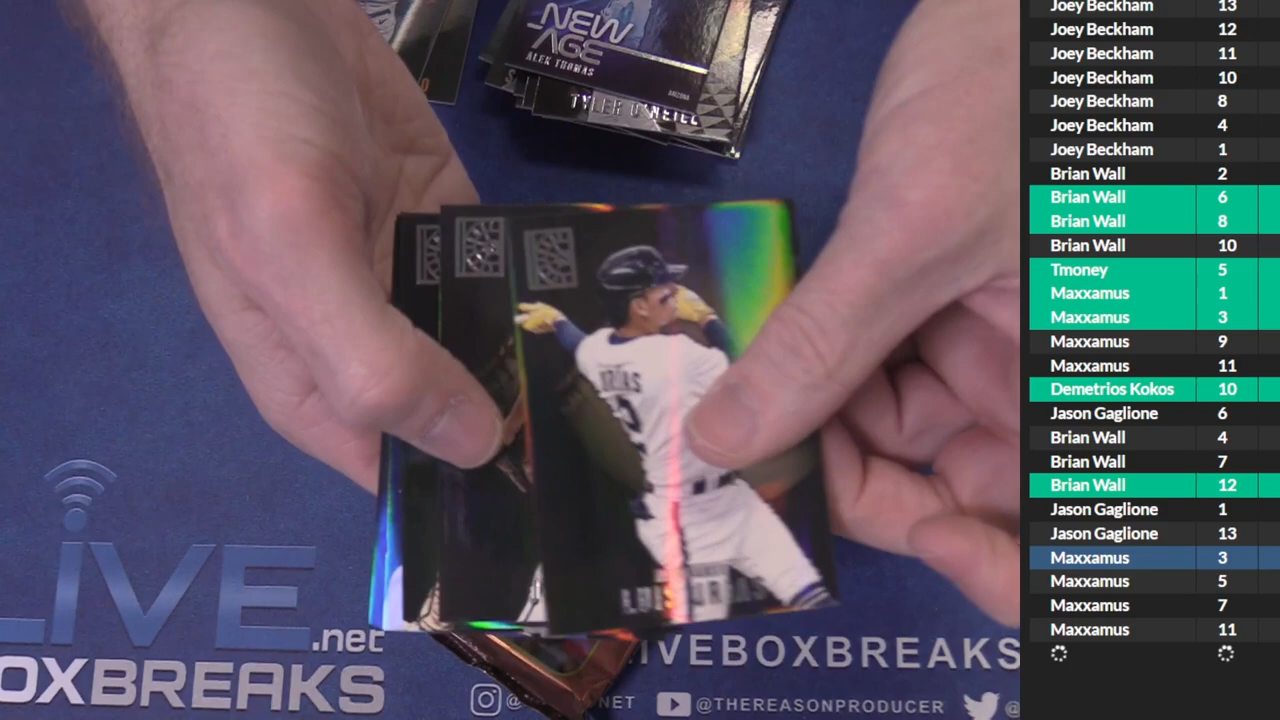 NEW
AGE
ALEK THOMAS
ARIZONA
TYLER O'NEILL
LIVE
.net
OXBREAKS
IVEBOXBREAKS
@THEREASONPRODUCER
@
Joey Beckham 13
Joey Beckham 12
Joey Beckham 11
Joey Beckham 10
Joey Beckham 8
Joey Beckham 4
Joey Beckham 1
Brian Wall 2
Brian Wall 6
Brian Wall 8
Brian Wall 10
Tmoney 5
Maxxamus 1
Maxxamus 3
Maxxamus 9
Maxxamus 11
Demetrios Kokos 10
Jason Gaglione 6
Brian Wall 4
Brian Wall 7
Brian Wall 12
Jason Gaglione 1
Jason Gaglione 13
Maxxamus 3
Maxxamus 5
Maxxamus 7
Maxxamus 11